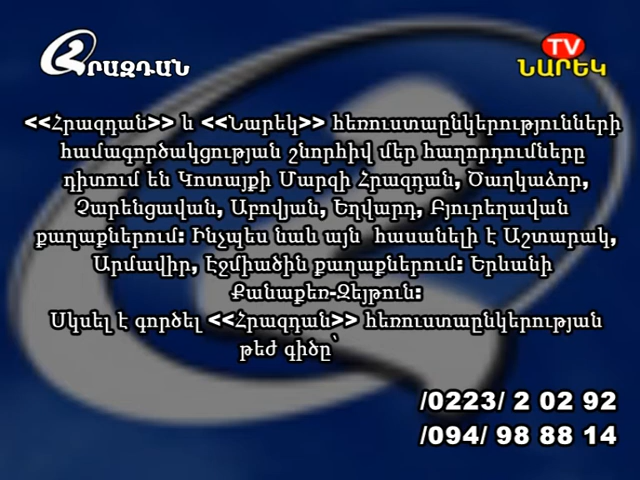 ՀՐԱԶԴԱՆ
TV
ՆԱՐԵԿ
<<Հրազդան>> և <<Նարեկ>> հեռուստաընկերությունների
համագործակցության շնորհիվ մեր հաղորդումները
դիտում են Կոտայքի Մարզի Հրազդան, Ծաղկաձոր,
Չարենցավան, Աբովյան, Եղվարդ, Բյուրեղավան
քաղաքներում: Ինչպես նաև այն հասանելի է Աշտարակ,
Արմավիր, Էջմիածին քաղաքներում: Երևանի
Քանաքեռ-Զեյթուն:
Սկսել է գործել <<Հրազդան>> հեռուստաընկերության
թեժ գիծը՝
/0223/ 2 02 92
/094/ 98 88 14